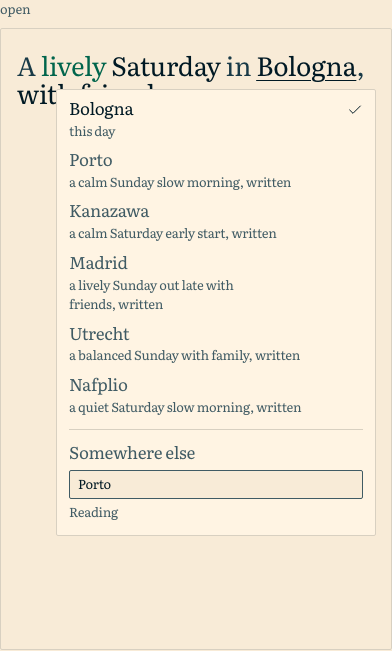 open
A lively Saturday in Bologna,
with friend
Bologna
this day
Porto
a calm Sunday slow morning, written
Kanazawa
a calm Saturday early start, written
Madrid
a lively Sunday out late with
friends, written
Utrecht
a balanced Sunday with family, written
Nafplio
a quiet Saturday slow morning, written
Somewhere else
Porto
Reading